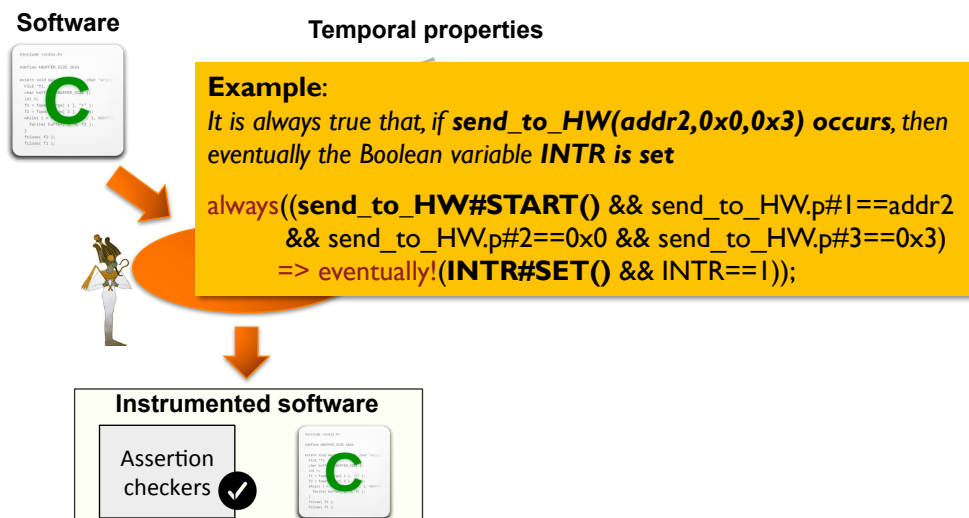 Software
Temporal properties
C
Example:
It is always true that, if send_to_HW(addr2,0x0,0x3) occurs, then
eventually the Boolean variable INTR is set
always((send_to_HW#START() && send_to_HW.p#1==addr2
&& send_to_HW.p#2==0x0 && send_to_HW.p#3==0x3)
=> eventually!(INTR#SET() && INTR==1));
Instrumented software
Assertion
checkers
C